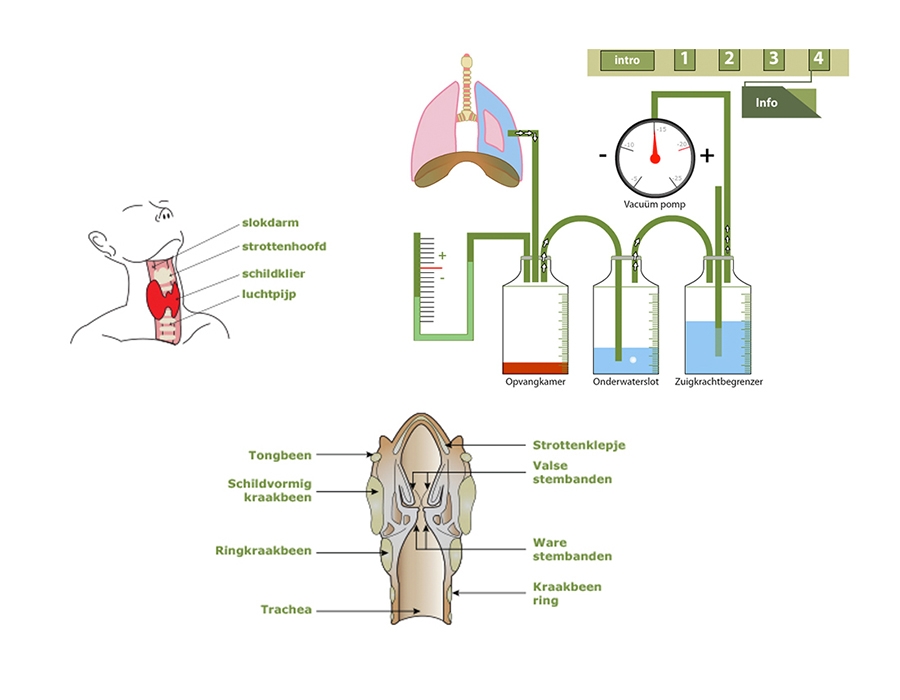 intro
1
2
3
4
Info
-15
-10
-20
-5
-25
-
+
Vacuüm pomp
slokdarm
strottenhoofd
schildklier
luchtpijp
+
-
Opvangkamer
Onderwaterslot
Zuigkrachtbegrenzer
Tongbeen
Schildvormig
kraakbeen
Ringkraakbeen
Trachea
Strottenklepje
Valse
stembanden
Ware
stembanden
Kraakbeen
ring